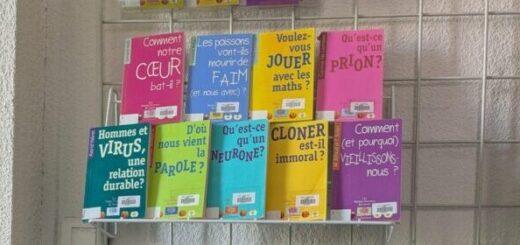 Comment
notre
CŒUR
bat-il ?
Les poissons
vont-ils
mourir de
FAIM
(et nous avec) ?
Voulez-
vous
JOUER
avec les
maths ?
Qu'est-ce
qu'un
PRION?
Hommes et
VIRUS,
une
relation
durable?
D'où
nous vient
la
PAROLE?
Qu'est-ce
qu'un
NEURONE?
CLONER
est-il
immoral ?
Comment
(et pourquoi)
VIEILLISSONS-
nous ?